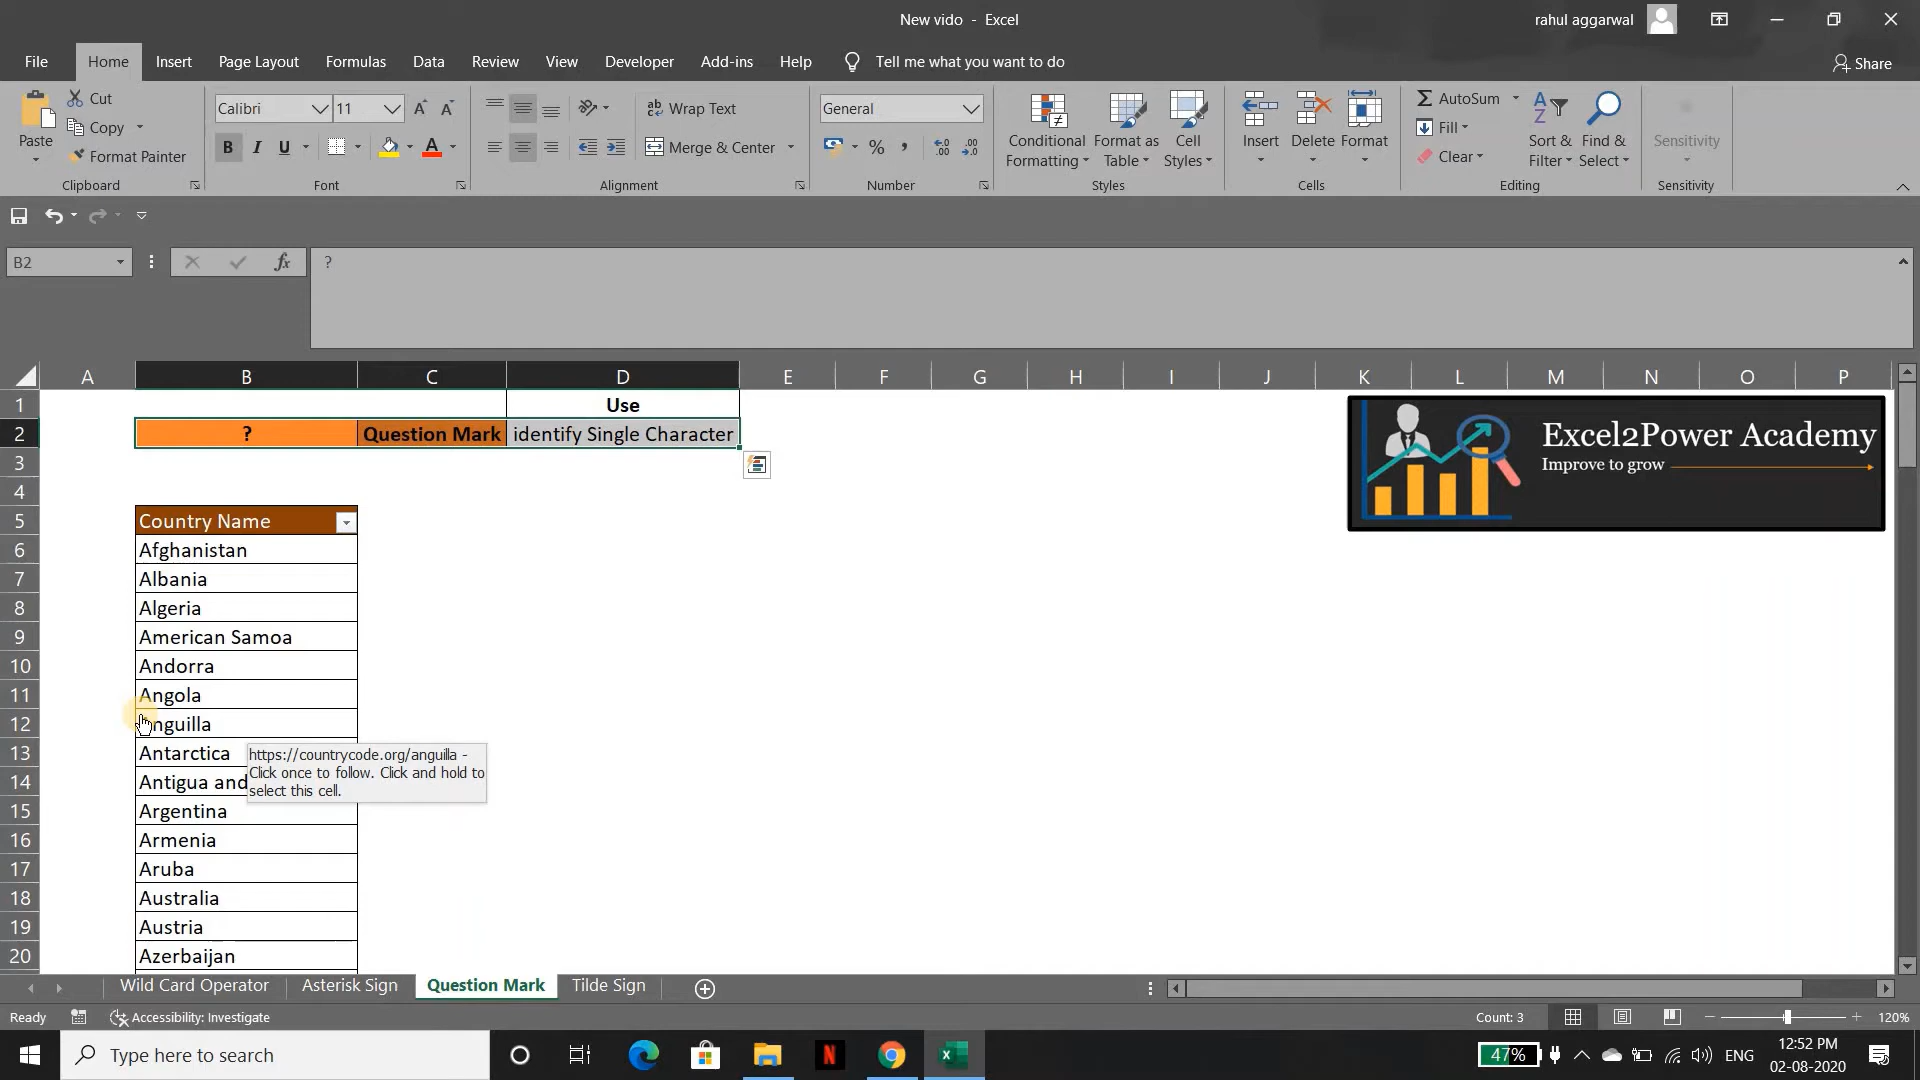 New vido - Excel
rahul aggarwal
File Home Insert Page Layout Formulas Data Review View Developer Add-ins Help Tell me what you want to do
Share
Paste
Cut
Copy
Format Painter
Clipboard
Calibri 11
B I U
Font
Wrap Text
Merge & Center
Alignment
General
%
Number
Conditional
Formatting
Format as
Table
Cell
Styles
Styles
Insert
Delete
Format
Cells
AutoSum
Fill
Clear
Sort &
Filter
Find &
Select
Editing
Sensitivity
Sensitivity
B2
fx
?
A B C D E F G H I J K L M N O P
1 Use
2 ? Question Mark identify Single Character
3
4
Excel2Power Academy
Improve to grow
5 Country Name
6 Afghanistan
7 Albania
8 Algeria
9 American Samoa
10 Andorra
11 Angola
12 Anguilla
13 Antarctica
14 Antigua and
https://countrycode.org/anguilla -
Click once to follow. Click and hold to
select this cell.
15 Argentina
16 Armenia
17 Aruba
18 Australia
19 Austria
20 Azerbaijan
Wild Card Operator Asterisk Sign Question Mark Tilde Sign
Ready Accessibility: Investigate Count: 3 120%
Type here to search
47%
ENG
12:52 PM
02-08-2020